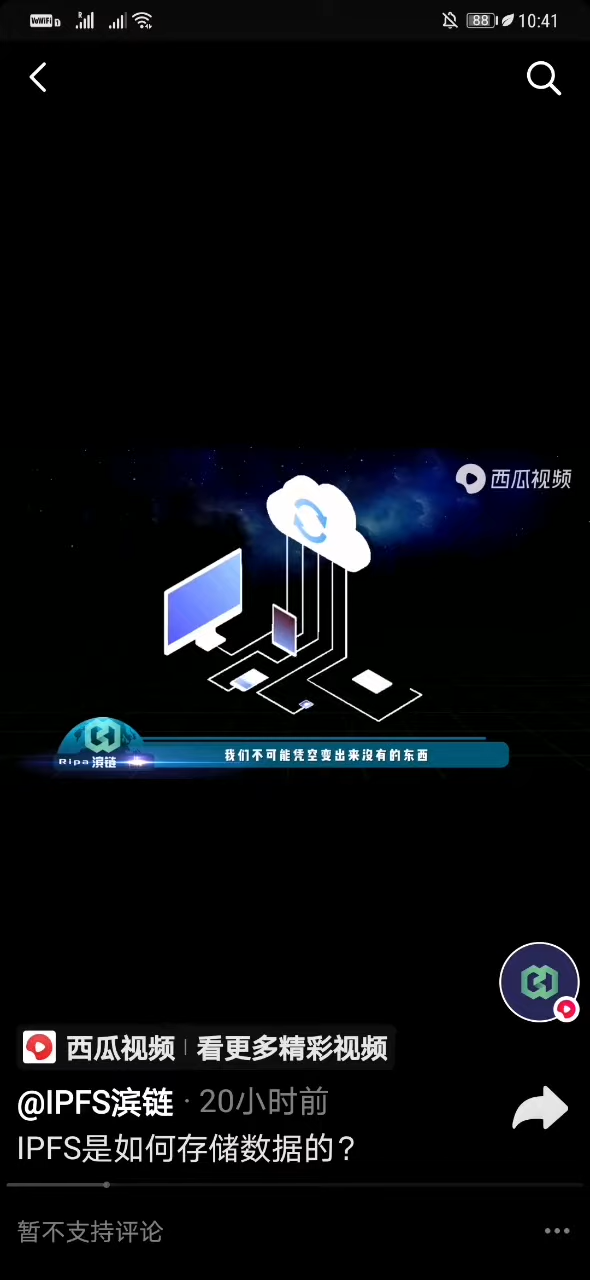 VoWiFi D
R
88
10:41
西瓜视频
Ripa 滨链
我们不可能凭空变出来没有的东西
西瓜视频 | 看更多精彩视频
@IPFS滨链 · 20小时前
IPFS是如何存储数据的？
暂不支持评论